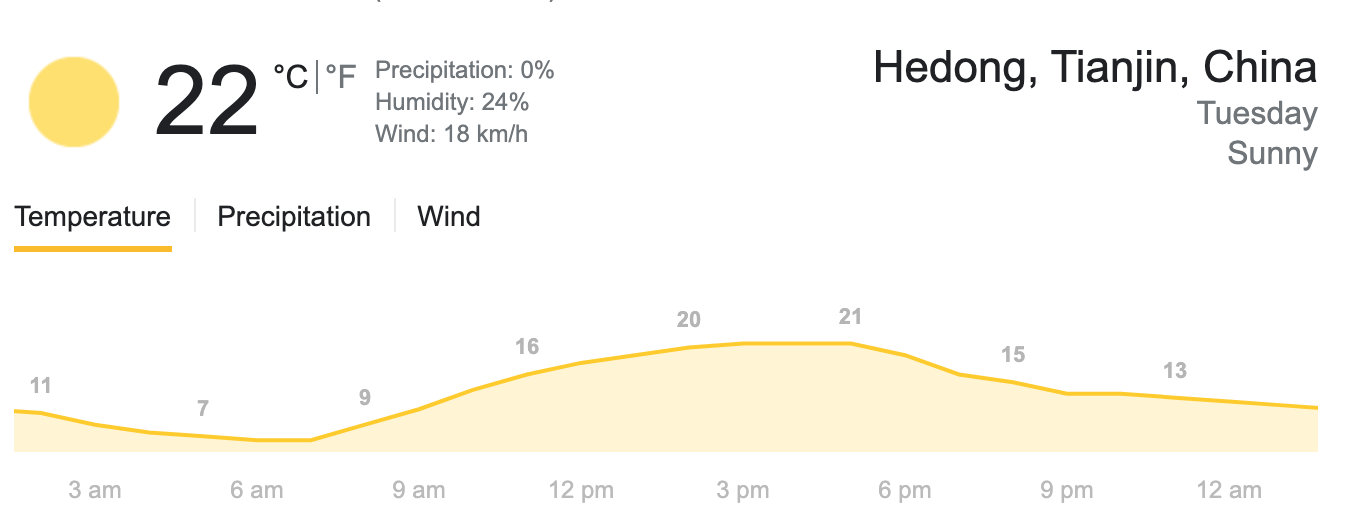 22 °C|°F
Precipitation: 0%
Humidity: 24%
Wind: 18 km/h
Hedong, Tianjin, China
Tuesday
Sunny
Temperature
Precipitation
Wind
11
7
9
16
20
21
15
13
3 am
6 am
9 am
12 pm
3 pm
6 pm
9 pm
12 am